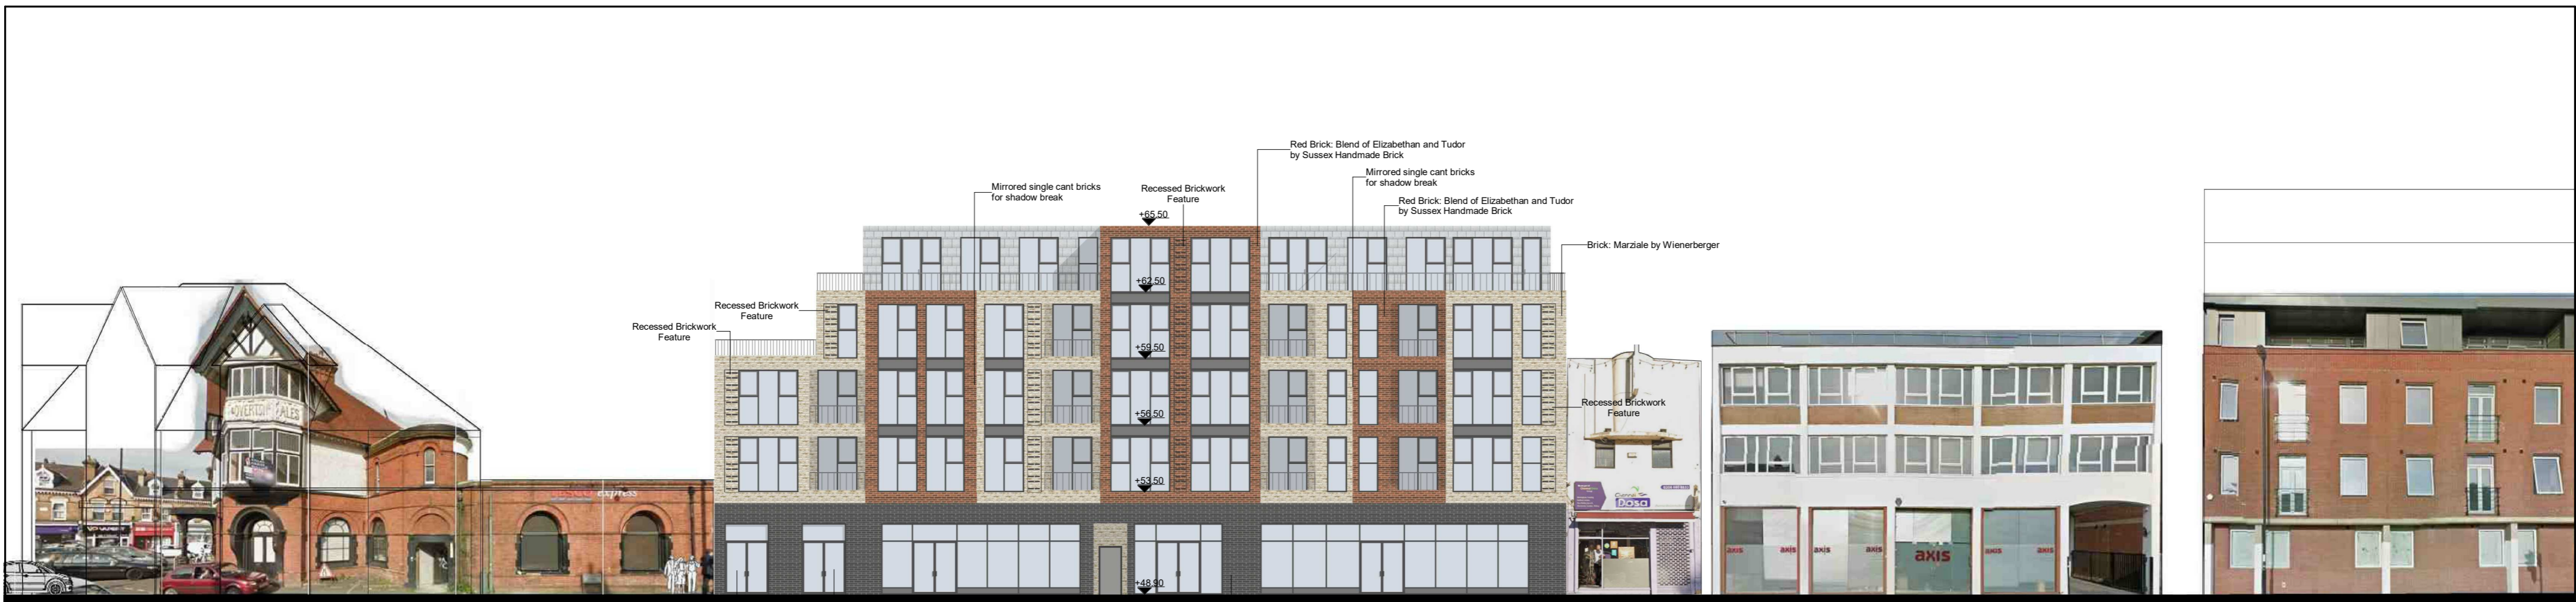 Red Brick: Blend of Elizabethan and Tudor
by Sussex Handmade Brick
Mirrored single cant bricks
for shadow break
Mirrored single cant bricks
for shadow break
Recessed Brickwork
Feature
Red Brick: Blend of Elizabethan and Tudor
by Sussex Handmade Brick
+65.50
Brick: Marziale by Wienerberger
+62.50
Recessed Brickwork
Feature
Recessed Brickwork
Feature
+59.50
Recessed Brickwork
Feature
+56.50
+53.50
express
Dosa
axis
axis
axis
axis
axis
axis
axis
+48.90